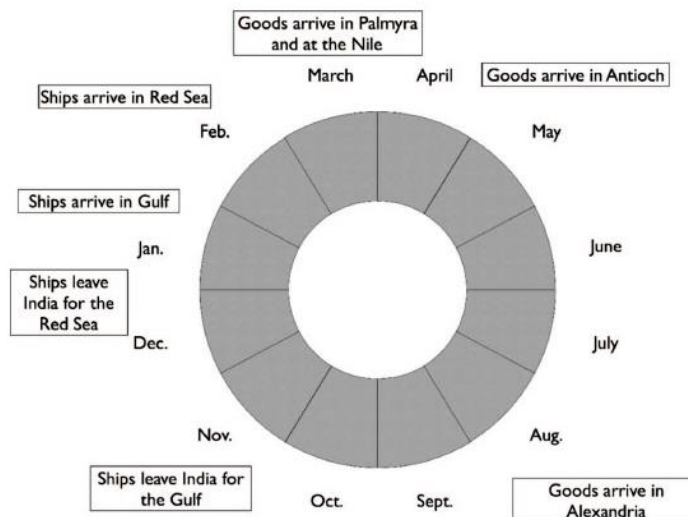 Goods arrive in Palmyra
and at the Nile
March
April
Goods arrive in Antioch
Ships arrive in Red Sea
Feb.
May
Ships arrive in Gulf
Jan.
June
Ships leave
India for the
Red Sea
Dec.
July
Nov.
Aug.
Ships leave India for
the Gulf
Oct.
Sept.
Goods arrive in
Alexandria